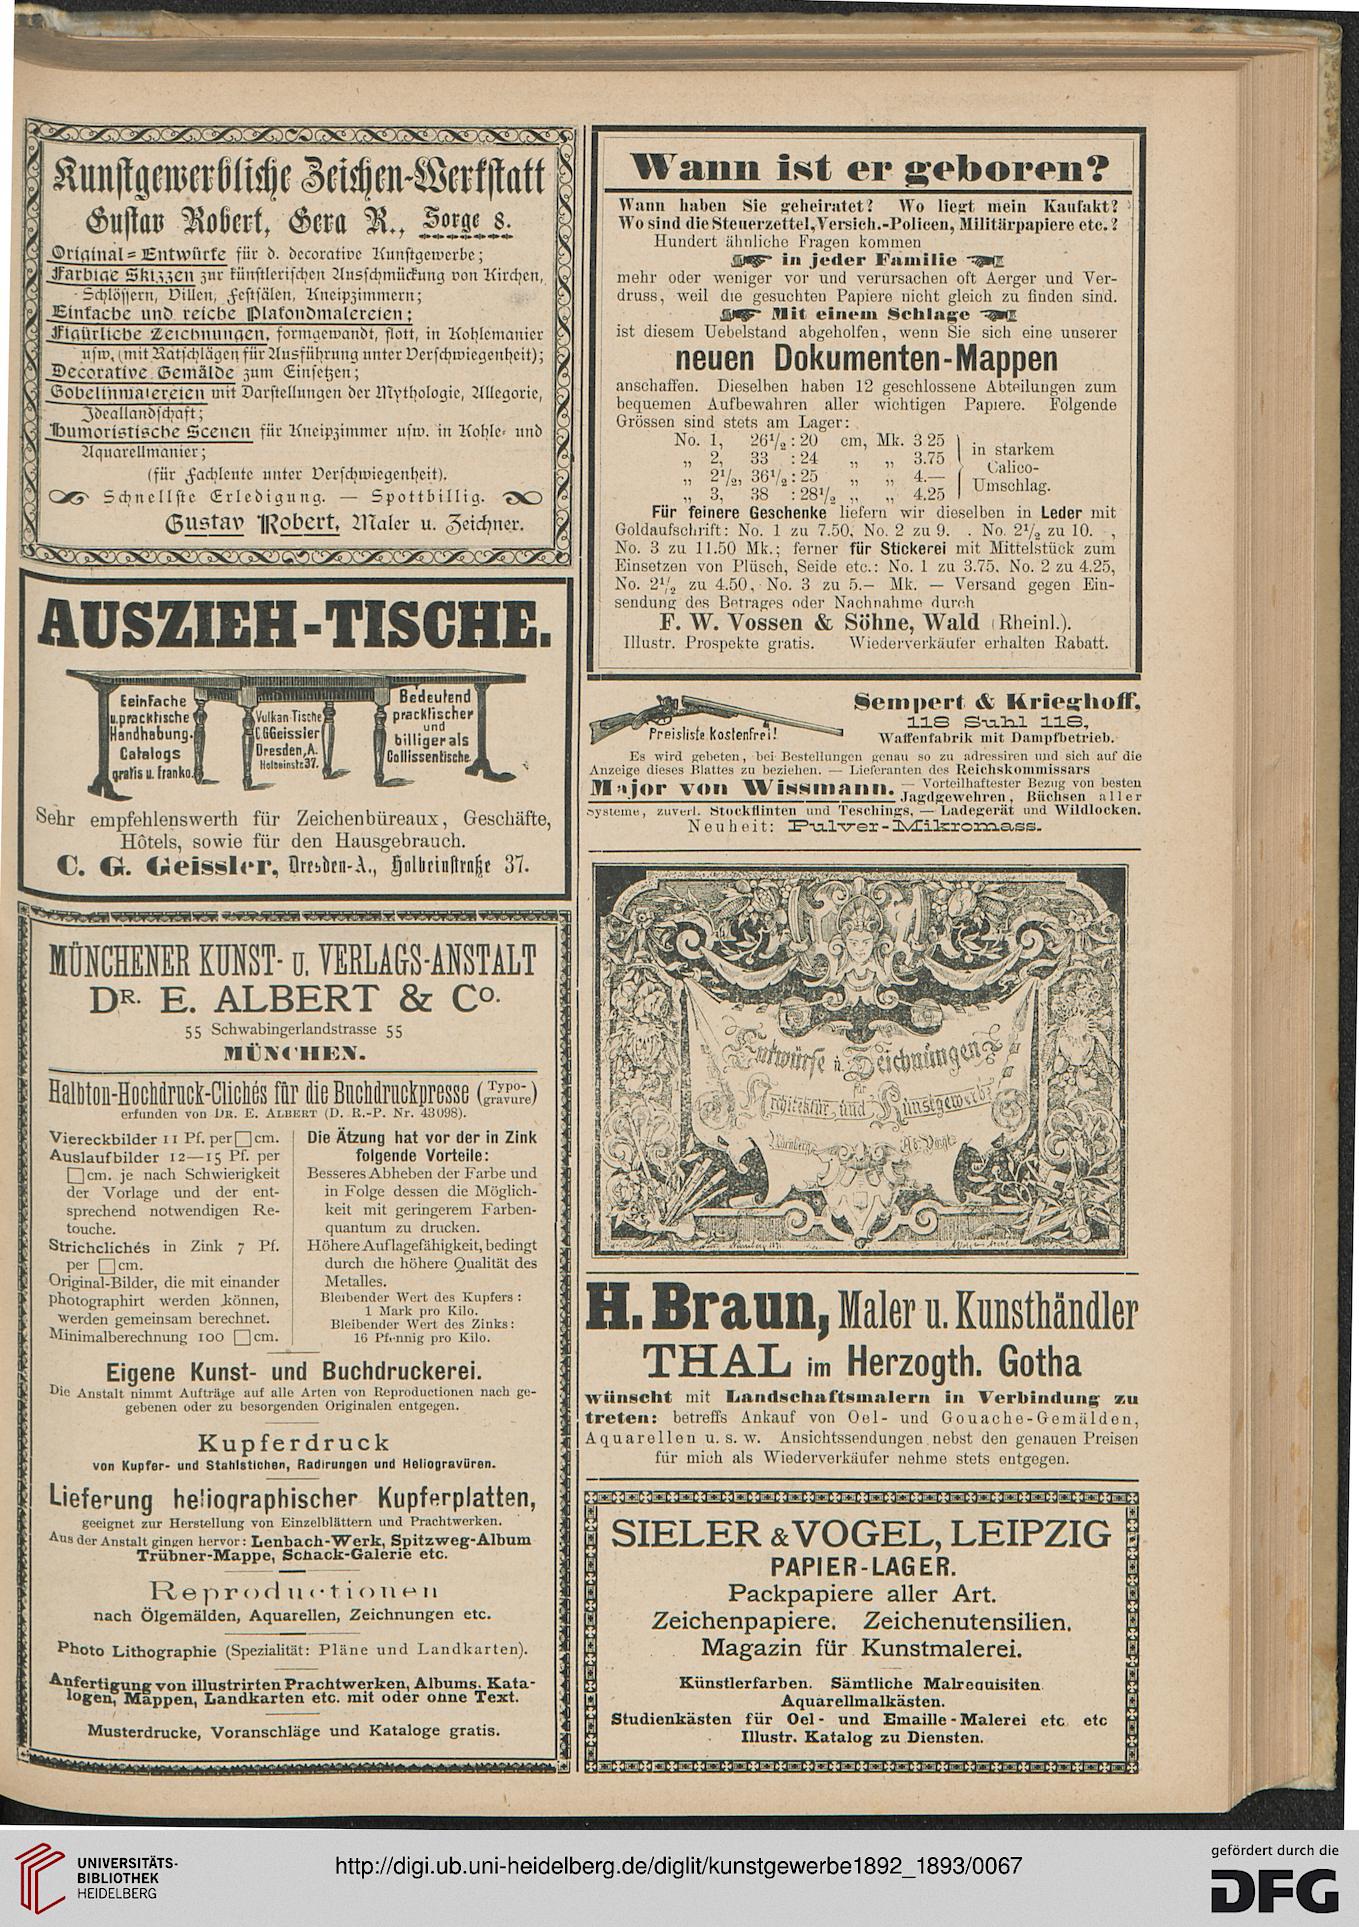 Kunstgewerbliche Zeichen-Werkstatt
Gustav Robert, Gera R., Sorge 8.
Original=Entwürfe für d. decorative Kunstgewerbe;
Farbige Skizzen zur künstlerischen Ausschmückung von Kirchen,
Schlössern, Villen, Festsälen, Kneipzimmern;
Einfache und reiche Plafondmalereien;
Figürliche Zeichnungen, formgewandt, flott, in Kohlemanier
usw. (mit Ratschlägen für Ausführung unter Verschwiegenheit);
Decorative Gemälde zum Einsetzen;
Gobelinmalereien mit Darstellungen der Mythologie, Allegorie,
Ideallandschaft;
Humoristische Scenen für Kneipzimmer usw. in Kohle- und
Aquarellmanier;
(für Fachleute unter Verschwiegenheit).
Schnellste Erledigung. — Spottbillig.
Gustav Robert, Maler u. Zeichner.
AUSZIEH-TISCHE.
Eeinfache
u. pracktische
Handhabung.
Catalogs
gratis u. franko.
Vulkan Tische
C.G Geissler
Dresden, A.
Holbeinstr 37.
Bedeutend
pracktischer
und
billiger als
Collissentische.
Sehr empfehlenswerth für Zeichenbüreaux, Geschäfte,
Hôtels, sowie für den Hausgebrauch.
C. G. Geissler, Dresden-A., Holbeinstraße 37.
MÜNCHENER KUNST- U. VERLAGS-ANSTALT
DR. E. ALBERT & CO.
55 Schwabingerlandstrasse 55
MÜNCHEN.
Halbton-Hochdruck-Clichés für die Buchdruckpresse (Typo-gravure)
erfunden von DR. E. ALBERT (D. R.-P. Nr. 43098).
Viereckbilder 11 Pf. per □ cm.
Auslaufbilder 12—15 Pf. per
□ cm. je nach Schwierigkeit
der Vorlage und der ent-
sprechend notwendigen Re-
touche.
Strichclichés in Zink 7 Pf.
per □ cm.
Original-Bilder, die mit einander
photographirt werden können,
werden gemeinsam berechnet.
Minimalberechnung 100 □ cm.
Die Ätzung hat vor der in Zink
folgende Vorteile:
Besseres Abheben der Farbe und
in Folge dessen die Möglich-
keit mit geringerem Farben-
quantum zu drucken.
Höhere Auflagefähigkeit, bedingt
durch die höhere Qualität des
Metalles.
Bleibender Wert des Kupfers:
1 Mark pro Kilo.
Bleibender Wert des Zinks:
16 Pfennig pro Kilo.
Eigene Kunst- und Buchdruckerei.
Die Anstalt nimmt Aufträge auf alle Arten von Reproductionen nach ge-
gebenen oder zu besorgenden Originalen entgegen.
Kupferdruck
von Kupfer- und Stahlstichen, Radirungen und Heliogravüren.
Lieferung heliographischer Kupferplatten,
geeignet zur Herstellung von Einzelblättern und Prachtwerken.
Aus der Anstalt gingen hervor: Lenbach-Werk, Spitzweg-Album
Trübner-Mappe, Schack-Galerie etc.
Reproductionen
nach Ölgemälden, Aquarellen, Zeichnungen etc.
Photo Lithographie (Spezialität: Pläne und Landkarten).
Anfertigung von illustrirten Prachtwerken, Albums, Kata-
logen, Mappen, Landkarten etc. mit oder ohne Text.
Musterdrucke, Voranschläge und Kataloge gratis.
Wann ist er geboren?
Wann haben Sie geheiratet? Wo liegt mein Kaufakt?
Wo sind die Steuerzettel, Versich.-Policen, Militärpapiere etc.?
Hundert ähnliche Fragen kommen
in jeder Familie
mehr oder weniger vor und verursachen oft Aerger und Ver-
druss, weil die gesuchten Papiere nicht gleich zu finden sind.
Mit einem Schlage
ist diesem Uebelstand abgeholfen, wenn Sie sich eine unserer
neuen Dokumenten-Mappen
anschaffen. Dieselben haben 12 geschlossene Abteilungen zum
bequemen Aufbewahren aller wichtigen Papiere. Folgende
Grössen sind stets am Lager:
No. 1, 26½ : 20 cm, Mk. 3 25
„ 2, 33 : 24 „ „ 3.75
„ 2½, 36½ : 25 „ „ 4.—
„ 3, 38 : 28½ „ „ 4.25
in starkem
Calico-
Umschlag.
Für feinere Geschenke liefern wir dieselben in Leder mit
Goldaufschrift: No. 1 zu 7.50, No. 2 zu 9. . No. 2½ zu 10. ,
No. 3 zu 11.50 Mk.; ferner für Stickerei mit Mittelstück zum
Einsetzen von Plüsch, Seide etc.: No. 1 zu 3.75, No. 2 zu 4.25,
No. 2½ zu 4.50, No. 3 zu 5.— Mk. — Versand gegen Ein-
sendung des Betrages oder Nachnahme durch
F. W. Vossen & Söhne, Wald (Rheinl.).
Illustr. Prospekte gratis. Wiederverkäufer erhalten Rabatt.
Preisliste kostenfrei!
Sempert & Krieghoff,
118 Suhl 118,
Waffenfabrik mit Dampfbetrieb.
Es wird gebeten, bei Bestellungen genau so zu adressiren und sich auf die
Anzeige dieses Blattes zu beziehen. — Lieferanten des Reichskommissars
Major von Wissmann. — Vorteilhaftester Bezug von besten
Jagdgewehren, Büchsen aller
Systeme, zuverl. Stockflinten und Teschings, — Ladegerät und Wildlocken.
Neuheit: Pulver-Mikromass.
Entwürfe u. Zeichnungen
für
Architektur und Kunstgewerbe
Nürnberg
H. Braun, Maler u. Kunsthändler
THAL im Herzogth. Gotha
wünscht mit Landschaftsmalern in Verbindung zu
treten: betreffs Ankauf von Oel- und Gouache-Gemälden,
Aquarellen u. s. w. Ansichtssendungen nebst den genauen Preisen
für mich als Wiederverkäufer nehme stets entgegen.
SIELER & VOGEL, LEIPZIG
PAPIER-LAGER.
Packpapiere aller Art.
Zeichenpapiere. Zeichenutensilien.
Magazin für Kunstmalerei.
Künstlerfarben. Sämtliche Malrequisiten
Aquarellmalkästen.
Studienkästen für Oel- und Emaille-Malerei etc etc
Illustr. Katalog zu Diensten.
UNIVERSITÄTS-
BIBLIOTHEK
HEIDELBERG
http://digi.ub.uni-heidelberg.de/diglit/kunstgewerbe1892_1893/0067
gefördert durch die
DFG